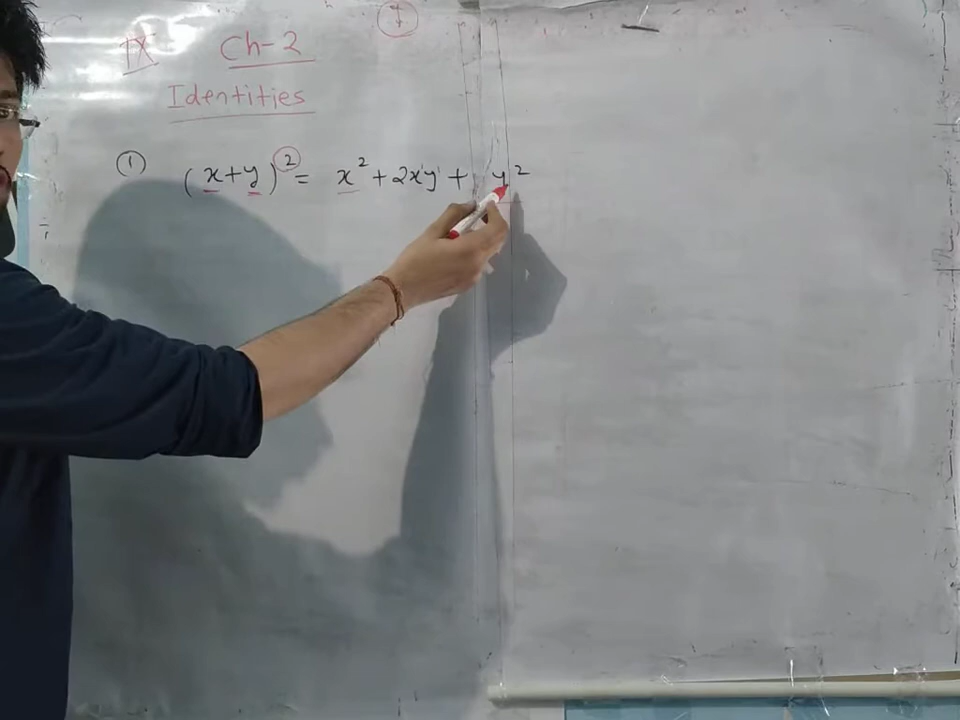 IX Ch-2
Identities
① (x+y)² = x² + 2xy + y²